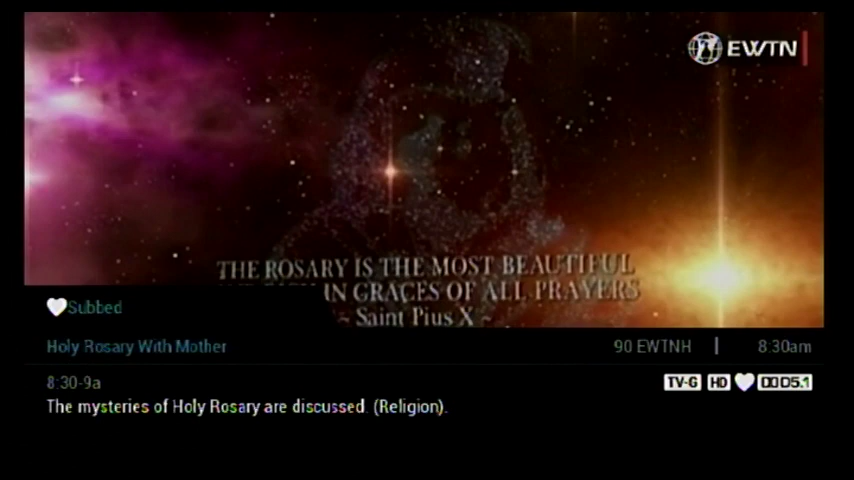 EWTN
THE ROSARY IS THE MOST BEAUTIFUL
IN GRACES OF ALL PRAYERS
~ Saint Pius X ~
Subbed
Holy Rosary With Mother
90 EWTNH | 8:30am
8:30-9a
TV-G HD DD5.1
The mysteries of Holy Rosary are discussed. (Religion).